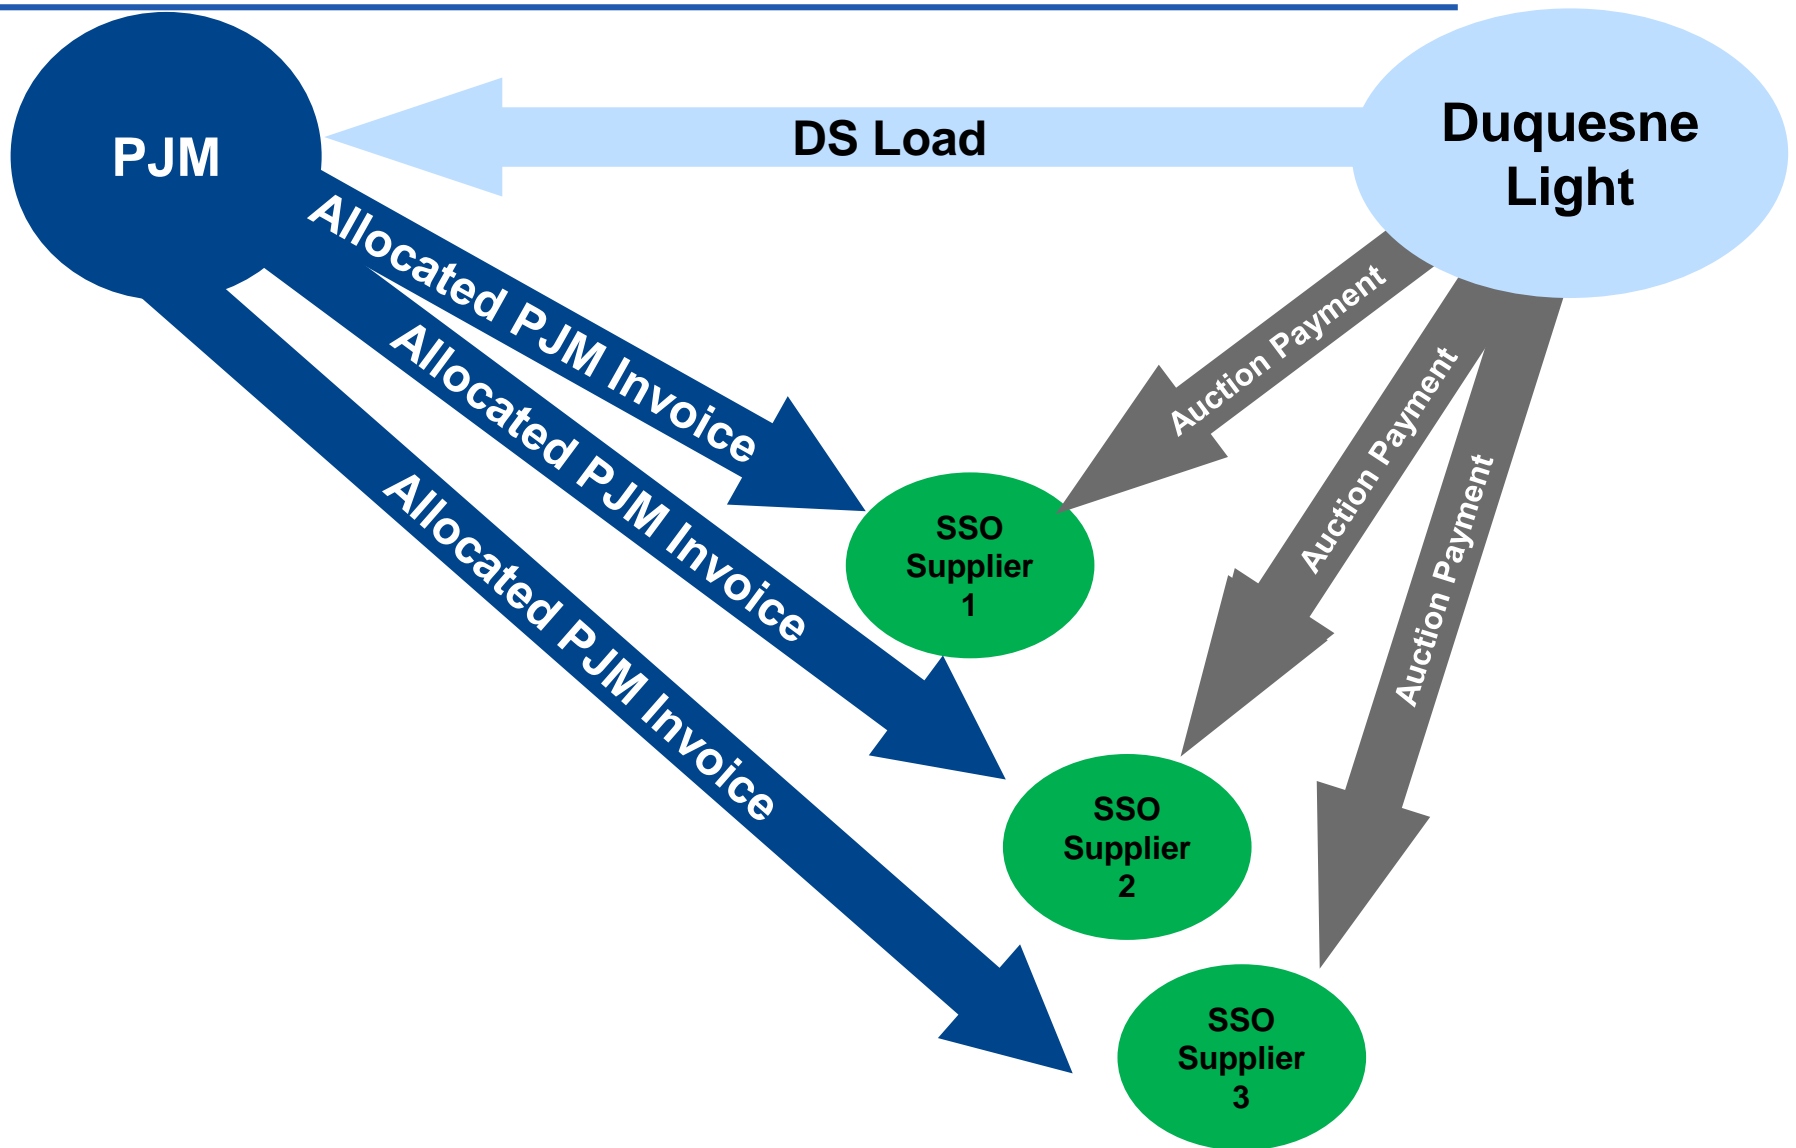 PJM
DS Load
Duquesne
Light
Allocated PJM Invoice
Allocated PJM Invoice
Allocated PJM Invoice
Auction Payment
Auction Payment
Auction Payment
SSO
Supplier
1
SSO
Supplier
2
SSO
Supplier
3